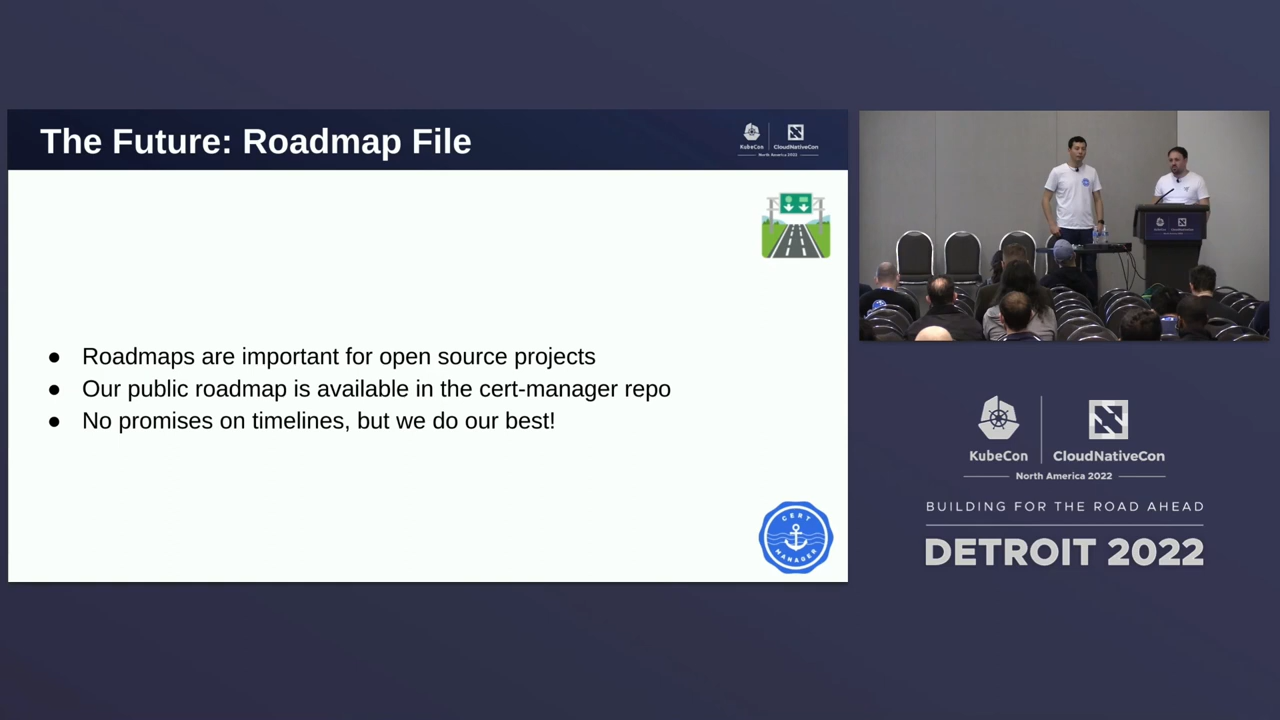 The Future: Roadmap File
KubeCon
CloudNativeCon
North America 2022
● Roadmaps are important for open source projects
● Our public roadmap is available in the cert-manager repo
● No promises on timelines, but we do our best!
CERT
MANAGER
KubeCon
CloudNativeCon
North America 2022
BUILDING FOR THE ROAD AHEAD
DETROIT 2022